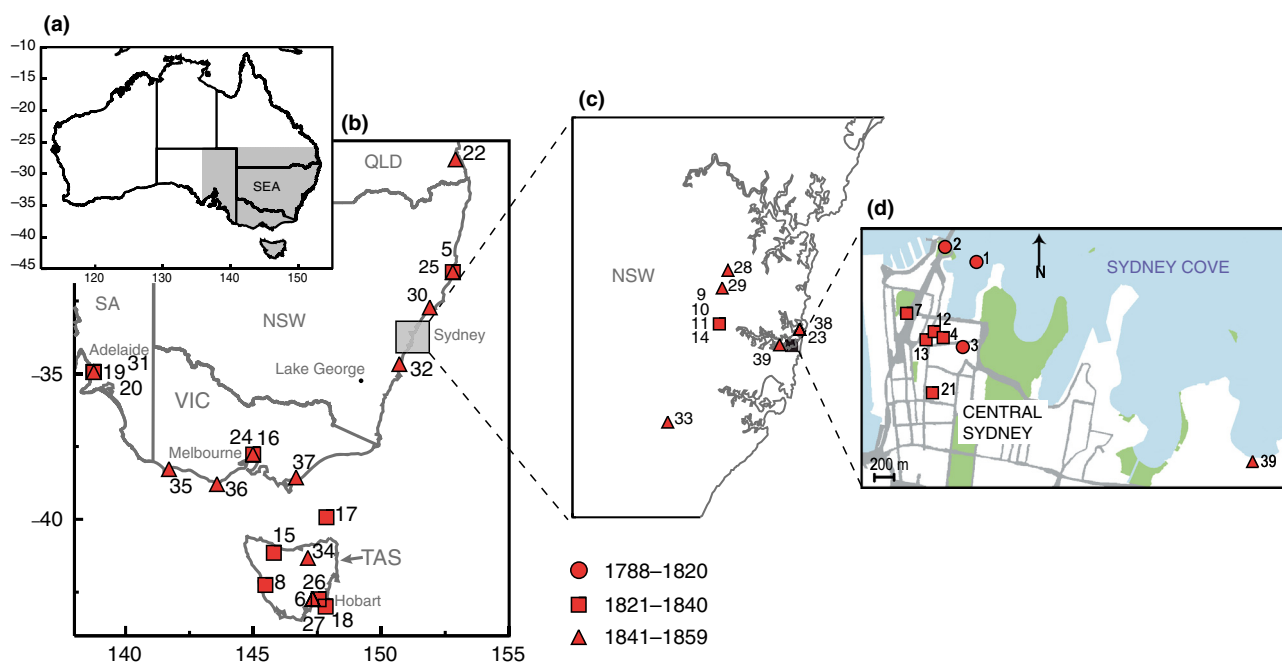 (a)
−10
−15
−20
−25
−30
−35
−40
−45
120 130 140 150
SEA
(b)
QLD
22
5
25
30
SA
NSW
Sydney
Adelaide
Lake George
32
−35
31
19
20
VIC
24 16
Melbourne
37
35
36
−40
17
15
34
TAS
8
26
6
Hobart
27
18
140 145 150 155
(c)
NSW
28
29
9
10
11
14
38
23
39
33
1788–1820
1821–1840
1841–1859
(d)
2
1
N
SYDNEY COVE
7
12
4
13
3
21
CENTRAL
SYDNEY
39
200 m